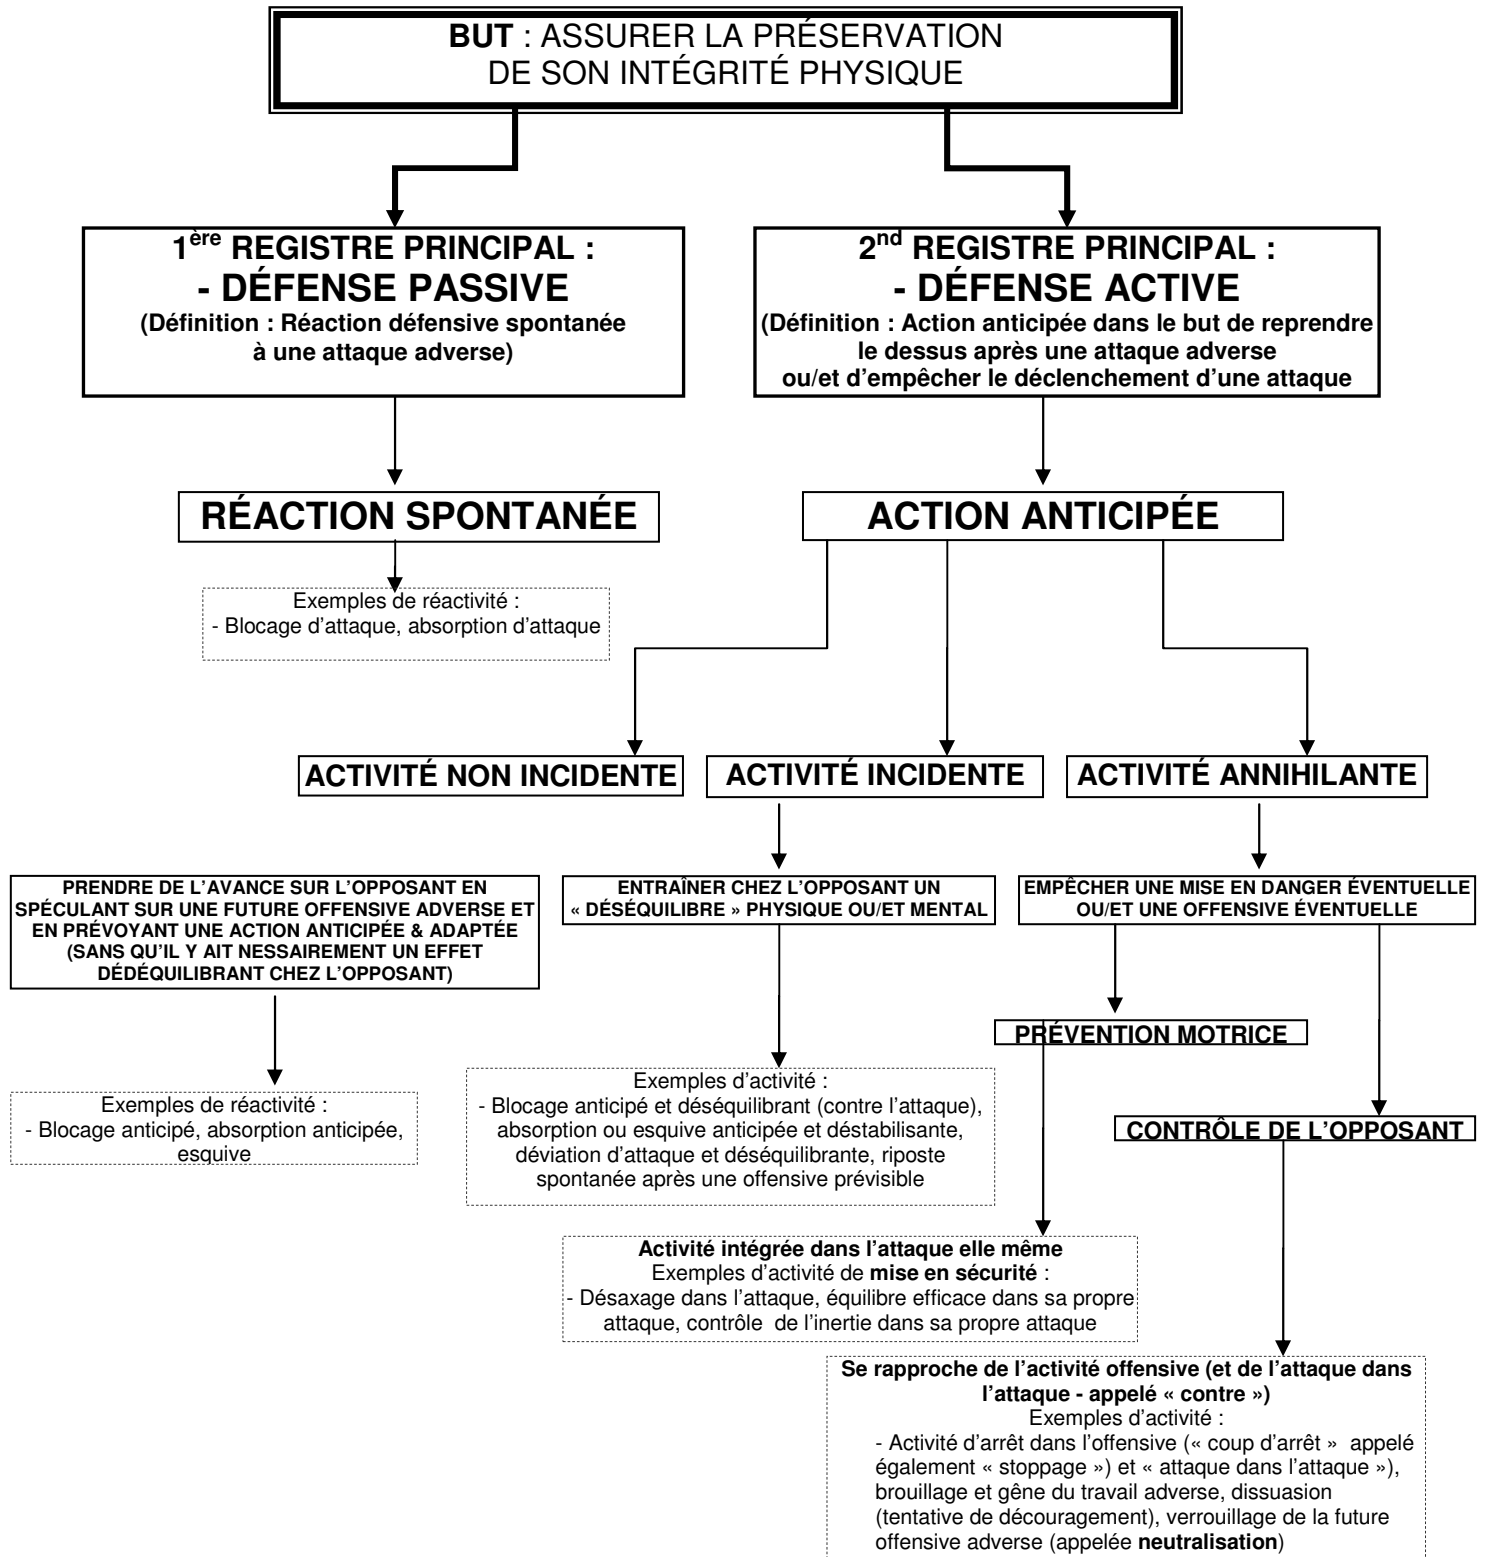 BUT : ASSURER LA PRÉSERVATION
DE SON INTÉGRITÉ PHYSIQUE
1ère REGISTRE PRINCIPAL :
- DÉFENSE PASSIVE
(Définition : Réaction défensive spontanée
à une attaque adverse)
2nd REGISTRE PRINCIPAL :
- DÉFENSE ACTIVE
(Définition : Action anticipée dans le but de reprendre
le dessus après une attaque adverse
ou/et d’empêcher le déclenchement d’une attaque
RÉACTION SPONTANÉE
ACTION ANTICIPÉE
Exemples de réactivité :
- Blocage d’attaque, absorption d’attaque
ACTIVITÉ NON INCIDENTE
ACTIVITÉ INCIDENTE
ACTIVITÉ ANNIHILANTE
PRENDRE DE L’AVANCE SUR L’OPPOSANT EN
SPÉCULANT SUR UNE FUTURE OFFENSIVE ADVERSE ET
EN PRÉVOYANT UNE ACTION ANTICIPÉE & ADAPTÉE
(SANS QU’IL Y AIT NESSAIREMENT UN EFFET
DÉDÉQUILIBRANT CHEZ L’OPPOSANT)
ENTRAÎNER CHEZ L’OPPOSANT UN
« DÉSÉQUILIBRE » PHYSIQUE OU/ET MENTAL
EMPÊCHER UNE MISE EN DANGER ÉVENTUELLE
OU/ET UNE OFFENSIVE ÉVENTUELLE
PRÉVENTION MOTRICE
Exemples de réactivité :
- Blocage anticipé, absorption anticipée,
esquive
Exemples d’activité :
- Blocage anticipé et déséquilibrant (contre l’attaque),
absorption ou esquive anticipée et déstabilisante,
déviation d’attaque et déséquilibrante, riposte
spontanée après une offensive prévisible
CONTRÔLE DE L’OPPOSANT
Activité intégrée dans l’attaque elle même
Exemples d’activité de mise en sécurité :
- Désaxage dans l’attaque, équilibre efficace dans sa propre
attaque, contrôle de l’inertie dans sa propre attaque
Se rapproche de l’activité offensive (et de l’attaque dans
l’attaque - appelé « contre »)
Exemples d’activité :
- Activité d’arrêt dans l’offensive (« coup d’arrêt » appelé
également « stoppage ») et « attaque dans l’attaque »),
brouillage et gêne du travail adverse, dissuasion
(tentative de découragement), verrouillage de la future
offensive adverse (appelée neutralisation)